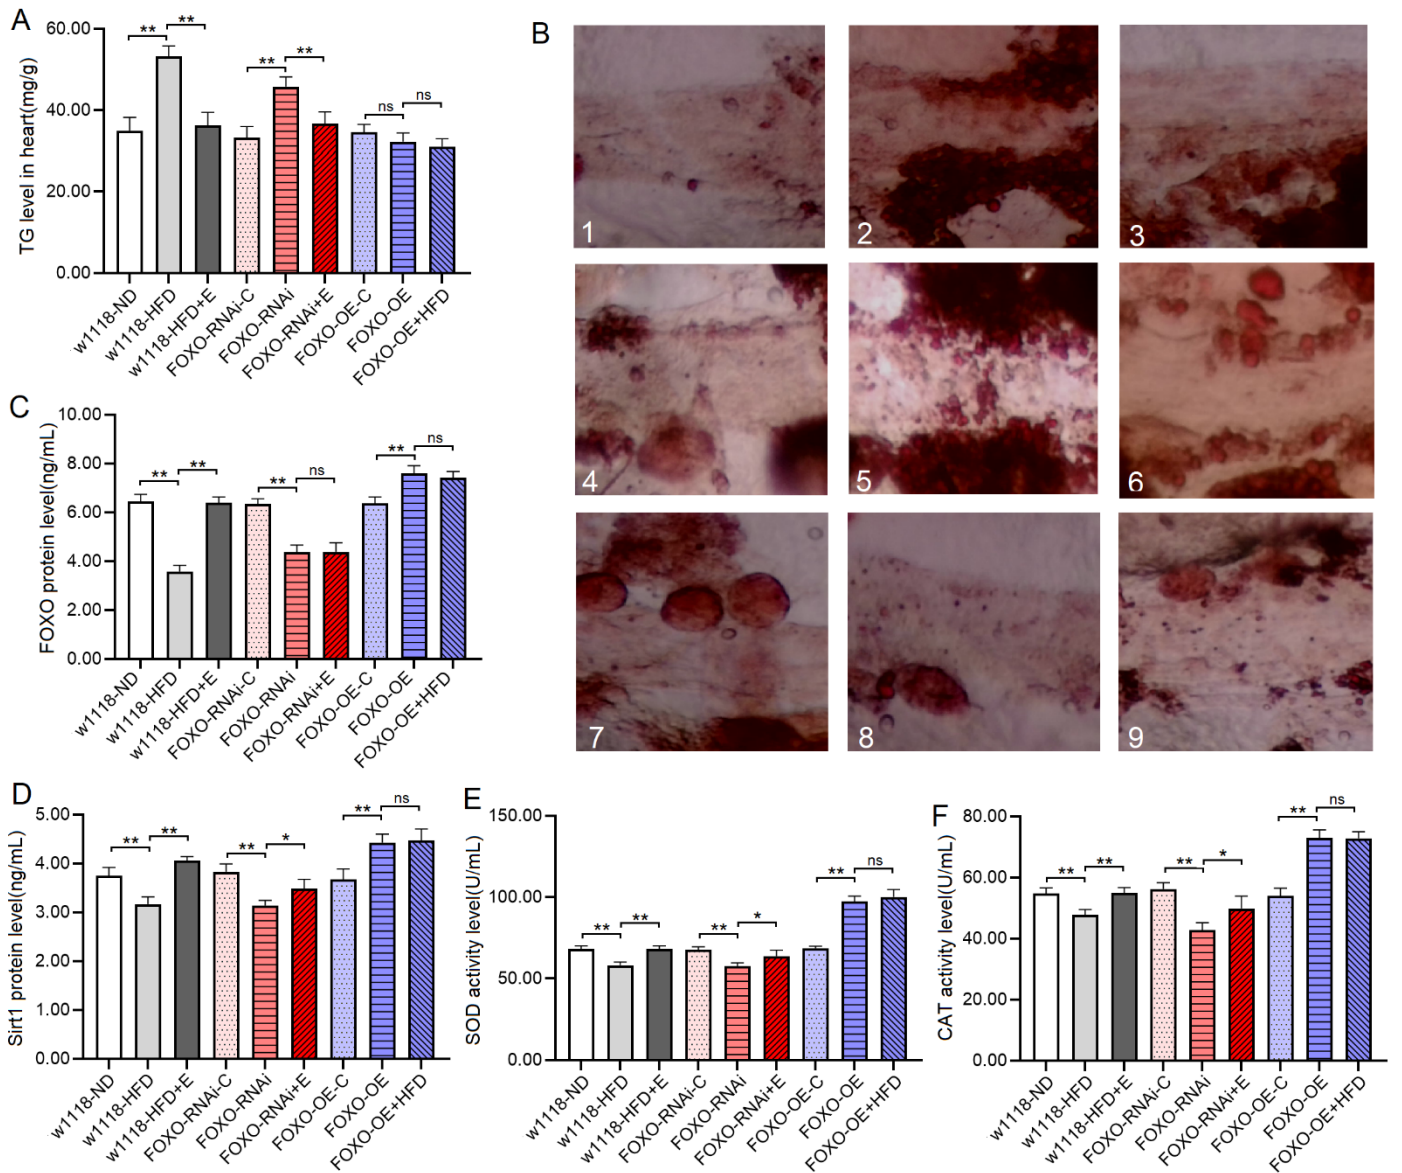 A
TG level in heart(mg/g)
60.00
40.00
20.00
0.00
** ** ** ** ns ns
w1118-ND
w1118-HFD
w1118-HFD+E
FOXO-RNAi-C
FOXO-RNAi
FOXO-RNAi+E
FOXO-OE-C
FOXO-OE
FOXO-OE+HFD
B
1
2
3
4
5
6
7
8
9
C
FOXO protein level(ng/mL)
10.00
8.00
6.00
4.00
2.00
0.00
** ** ** ns ** ns
w1118-ND
w1118-HFD
w1118-HFD+E
FOXO-RNAi-C
FOXO-RNAi
FOXO-RNAi+E
FOXO-OE-C
FOXO-OE
FOXO-OE+HFD
D
Sirt1 protein level(ng/mL)
5.00
4.00
3.00
2.00
1.00
0.00
** ** ** * ** ns
w1118-ND
w1118-HFD
w1118-HFD+E
FOXO-RNAi-C
FOXO-RNAi
FOXO-RNAi+E
FOXO-OE-C
FOXO-OE
FOXO-OE+HFD
E
SOD activity level(U/mL)
150.00
100.00
50.00
0.00
** ** ** * ** ns
w1118-ND
w1118-HFD
w1118-HFD+E
FOXO-RNAi-C
FOXO-RNAi
FOXO-RNAi+E
FOXO-OE-C
FOXO-OE
FOXO-OE+HFD
F
CAT activity level(U/mL)
80.00
60.00
40.00
20.00
0.00
** ** ** * ** ns
w1118-ND
w1118-HFD
w1118-HFD+E
FOXO-RNAi-C
FOXO-RNAi
FOXO-RNAi+E
FOXO-OE-C
FOXO-OE
FOXO-OE+HFD